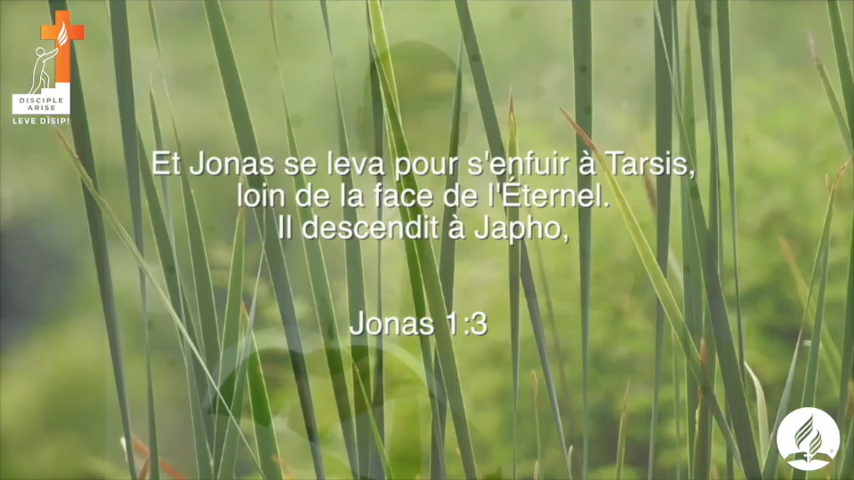 DISCIPLE
ARISE
LEVE DISIP!
Et Jonas se leva pour s'enfuir à Tarsis,
loin de la face de l'Éternel.
Il descendit à Japho,
Jonas 1:3